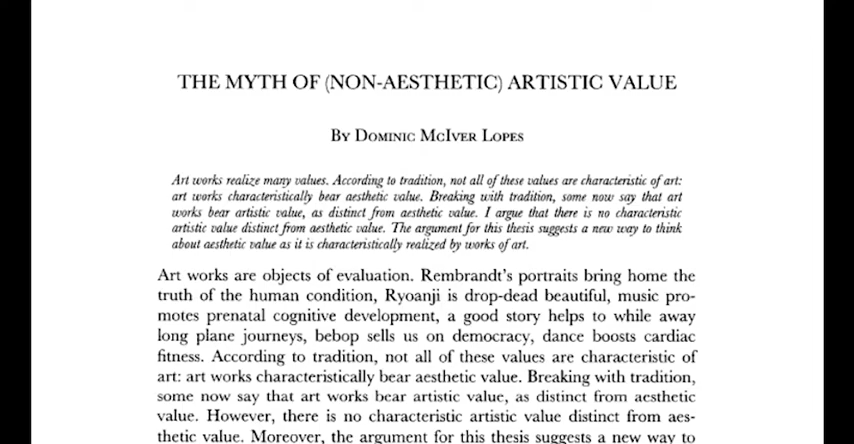 THE MYTH OF (NON-AESTHETIC) ARTISTIC VALUE
By Dominic McIver Lopes
Art works realize many values. According to tradition, not all of these values are characteristic of art:
art works characteristically bear aesthetic value. Breaking with tradition, some now say that art
works bear artistic value, as distinct from aesthetic value. I argue that there is no characteristic
artistic value distinct from aesthetic value. The argument for this thesis suggests a new way to think
about aesthetic value as it is characteristically realized by works of art.
Art works are objects of evaluation. Rembrandt's portraits bring home the
truth of the human condition, Ryoanji is drop-dead beautiful, music pro-
motes prenatal cognitive development, a good story helps to while away
long plane journeys, bebop sells us on democracy, dance boosts cardiac
fitness. According to tradition, not all of these values are characteristic of
art: art works characteristically bear aesthetic value. Breaking with tradition,
some now say that art works bear artistic value, as distinct from aesthetic
value. However, there is no characteristic artistic value distinct from aes-
thetic value. Moreover, the argument for this thesis suggests a new way to